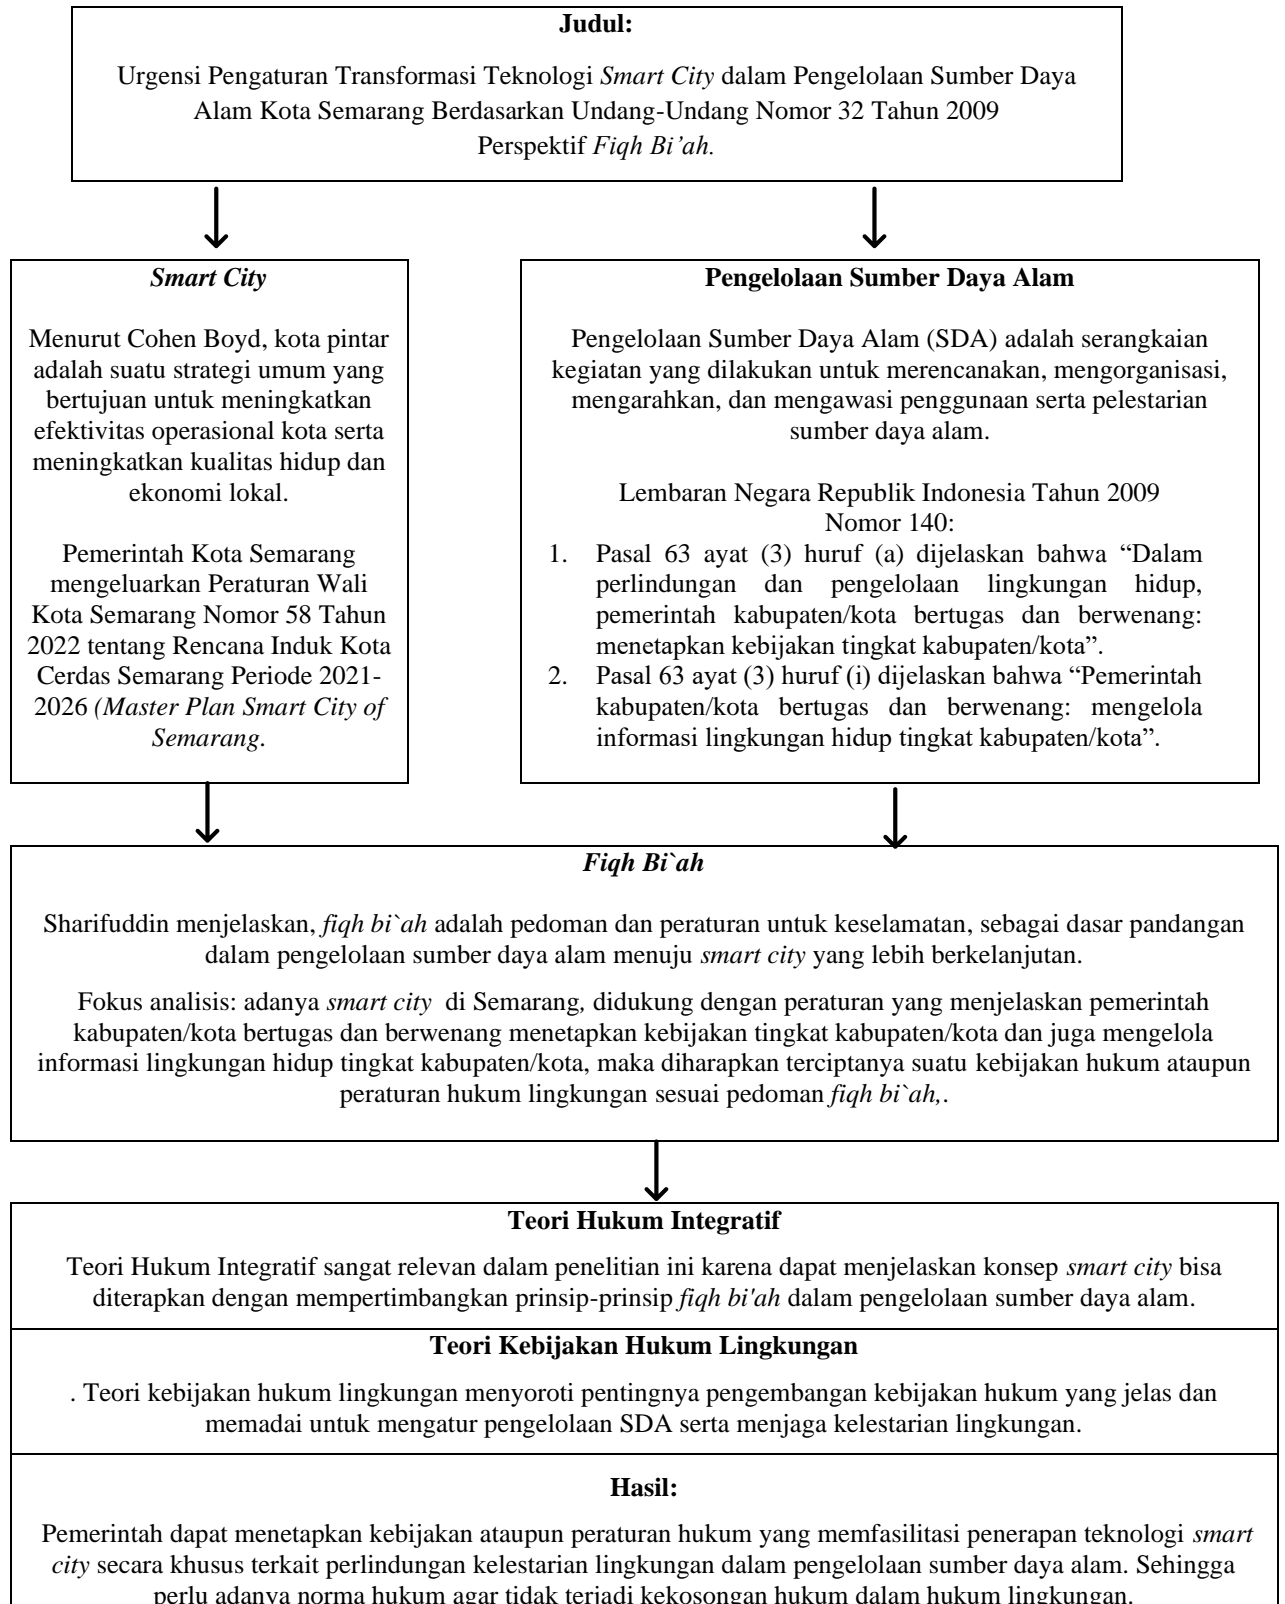 Judul:
Urgensi Pengaturan Transformasi Teknologi Smart City dalam Pengelolaan Sumber Daya
Alam Kota Semarang Berdasarkan Undang-Undang Nomor 32 Tahun 2009
Perspektif Fiqh Bi’ah.
Smart City
Menurut Cohen Boyd, kota pintar
adalah suatu strategi umum yang
bertujuan untuk meningkatkan
efektivitas operasional kota serta
meningkatkan kualitas hidup dan
ekonomi lokal.
Pemerintah Kota Semarang
mengeluarkan Peraturan Wali
Kota Semarang Nomor 58 Tahun
2022 tentang Rencana Induk Kota
Cerdas Semarang Periode 2021-
2026 (Master Plan Smart City of
Semarang.
Pengelolaan Sumber Daya Alam
Pengelolaan Sumber Daya Alam (SDA) adalah serangkaian
kegiatan yang dilakukan untuk merencanakan, mengorganisasi,
mengarahkan, dan mengawasi penggunaan serta pelestarian
sumber daya alam.
Lembaran Negara Republik Indonesia Tahun 2009
Nomor 140:
1. Pasal 63 ayat (3) huruf (a) dijelaskan bahwa “Dalam
perlindungan dan pengelolaan lingkungan hidup,
pemerintah kabupaten/kota bertugas dan berwenang:
menetapkan kebijakan tingkat kabupaten/kota”.
2. Pasal 63 ayat (3) huruf (i) dijelaskan bahwa “Pemerintah
kabupaten/kota bertugas dan berwenang: mengelola
informasi lingkungan hidup tingkat kabupaten/kota”.
Fiqh Bi`ah
Sharifuddin menjelaskan, fiqh bi`ah adalah pedoman dan peraturan untuk keselamatan, sebagai dasar pandangan
dalam pengelolaan sumber daya alam menuju smart city yang lebih berkelanjutan.
Fokus analisis: adanya smart city di Semarang, didukung dengan peraturan yang menjelaskan pemerintah
kabupaten/kota bertugas dan berwenang menetapkan kebijakan tingkat kabupaten/kota dan juga mengelola
informasi lingkungan hidup tingkat kabupaten/kota, maka diharapkan terciptanya suatu kebijakan hukum ataupun
peraturan hukum lingkungan sesuai pedoman fiqh bi`ah,.
Teori Hukum Integratif
Teori Hukum Integratif sangat relevan dalam penelitian ini karena dapat menjelaskan konsep smart city bisa
diterapkan dengan mempertimbangkan prinsip-prinsip fiqh bi'ah dalam pengelolaan sumber daya alam.
Teori Kebijakan Hukum Lingkungan
. Teori kebijakan hukum lingkungan menyoroti pentingnya pengembangan kebijakan hukum yang jelas dan
memadai untuk mengatur pengelolaan SDA serta menjaga kelestarian lingkungan.
Hasil:
Pemerintah dapat menetapkan kebijakan ataupun peraturan hukum yang memfasilitasi penerapan teknologi smart
city secara khusus terkait perlindungan kelestarian lingkungan dalam pengelolaan sumber daya alam. Sehingga
perlu adanya norma hukum agar tidak terjadi kekosongan hukum dalam hukum lingkungan.